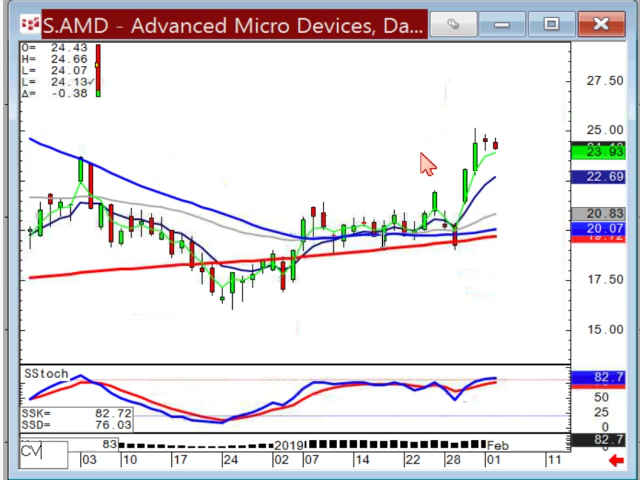 S.AMD - Advanced Micro Devices, Da...
O= 24.43
H= 24.66
L= 24.07
L= 24.13✓
Δ= -0.38
27.50
25.00
23.93
22.69
20.83
20.07
17.50
15.00
SStoch
82.7
50
25
0
SSK= 82.72
SSD= 76.03
83
82.7
CV
03 10 17 24 02 2019 07 14 22 28 01 Feb 11